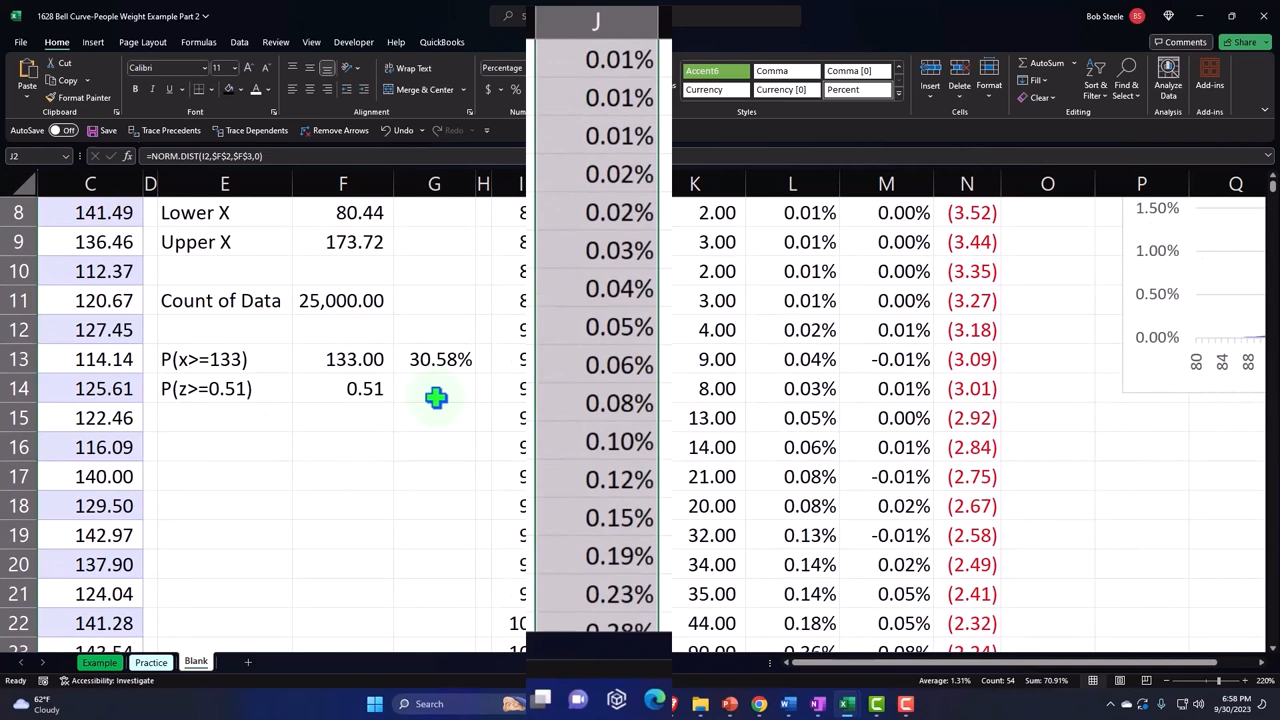 1628 Bell Curve-People Weight Example Part 2
Bob Steele BS
File Home Insert Page Layout Formulas Data Review View Developer Help QuickBooks
Comments Share
Paste Cut Copy Format Painter
Calibri 11
Merge & Center
Percentage
Accent6 Comma Comma [0]
Currency Currency [0] Percent
Insert Delete Format
AutoSum Fill Clear
Sort & Filter Find & Select
Analyze Data
Add-ins
Clipboard Font Alignment Styles Cells Editing Analysis Add-ins
AutoSave Off Save Trace Precedents Trace Dependents Remove Arrows Undo Redo
J2 fx =NORM.DIST(I2,$F$2,$F$3,0)
C D E F G H I J K L M N O P Q
8 141.49 Lower X 80.44 2.00 0.01% 0.00% (3.52)
9 136.46 Upper X 173.72 3.00 0.01% 0.00% (3.44)
10 112.37 2.00 0.01% 0.00% (3.35)
11 120.67 Count of Data 25,000.00 3.00 0.01% 0.00% (3.27)
12 127.45 4.00 0.02% 0.01% (3.18)
13 114.14 P(x>=133) 133.00 30.58% 9.00 0.04% -0.01% (3.09)
14 125.61 P(z>=0.51) 0.51 8.00 0.03% 0.01% (3.01)
15 122.46 13.00 0.05% 0.00% (2.92)
16 116.09 14.00 0.06% 0.01% (2.84)
17 140.00 21.00 0.08% -0.01% (2.75)
18 129.50 20.00 0.08% 0.02% (2.67)
19 142.97 32.00 0.13% -0.01% (2.58)
20 137.90 34.00 0.14% 0.02% (2.49)
21 124.04 35.00 0.14% 0.05% (2.41)
22 141.28 10 44.00 0.18% 0.05% (2.32)
0.01%
0.01%
0.01%
0.02%
0.02%
0.03%
0.04%
0.05%
0.06%
0.08%
0.10%
0.12%
0.15%
0.19%
0.23%
0.28%
1.50%
1.00%
0.50%
0.00%
80 84 88
Example Practice Blank
Ready Accessibility: Investigate
Average: 1.31% Count: 54 Sum: 70.91% 220%
62°F
Cloudy
Search
6:58 PM
9/30/2023